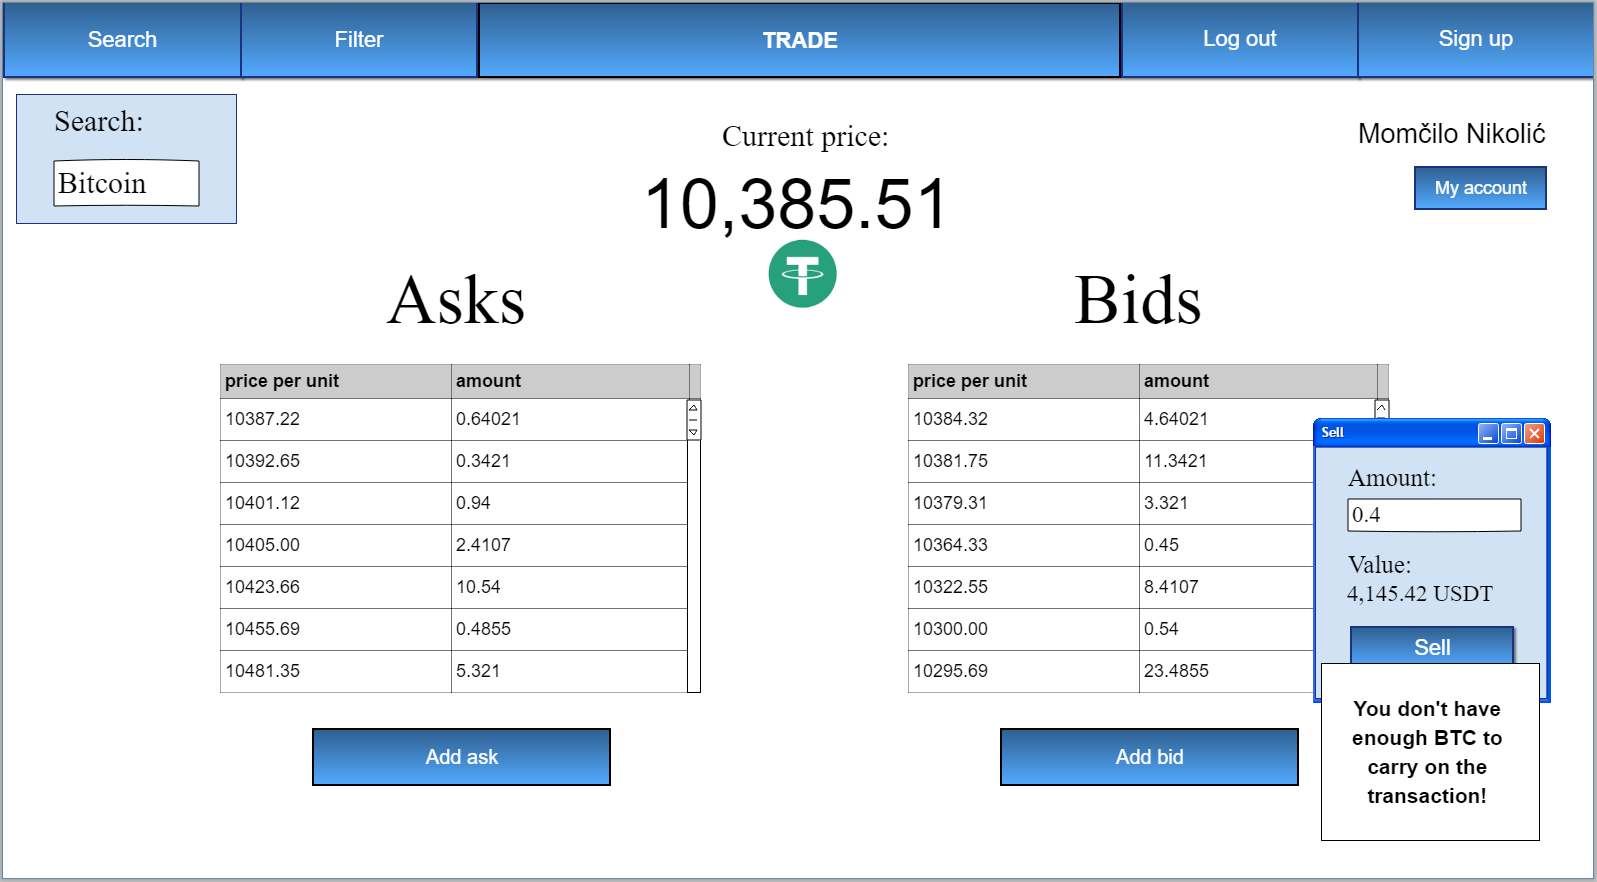 Search
Filter
TRADE
Log out
Sign up
Search:
Bitcoin
Current price:
10,385.51
Momčilo Nikolić
My account
Asks
price per unit amount
10387.22 0.64021
10392.65 0.3421
10401.12 0.94
10405.00 2.4107
10423.66 10.54
10455.69 0.4855
10481.35 5.321
Add ask
Bids
price per unit amount
10384.32 4.64021
10381.75 11.3421
10379.31 3.321
10364.33 0.45
10322.55 8.4107
10300.00 0.54
10295.69 23.4855
Add bid
Sell
Amount:
0.4
Value:
4,145.42 USDT
Sell
You don't have
enough BTC to
carry on the
transaction!